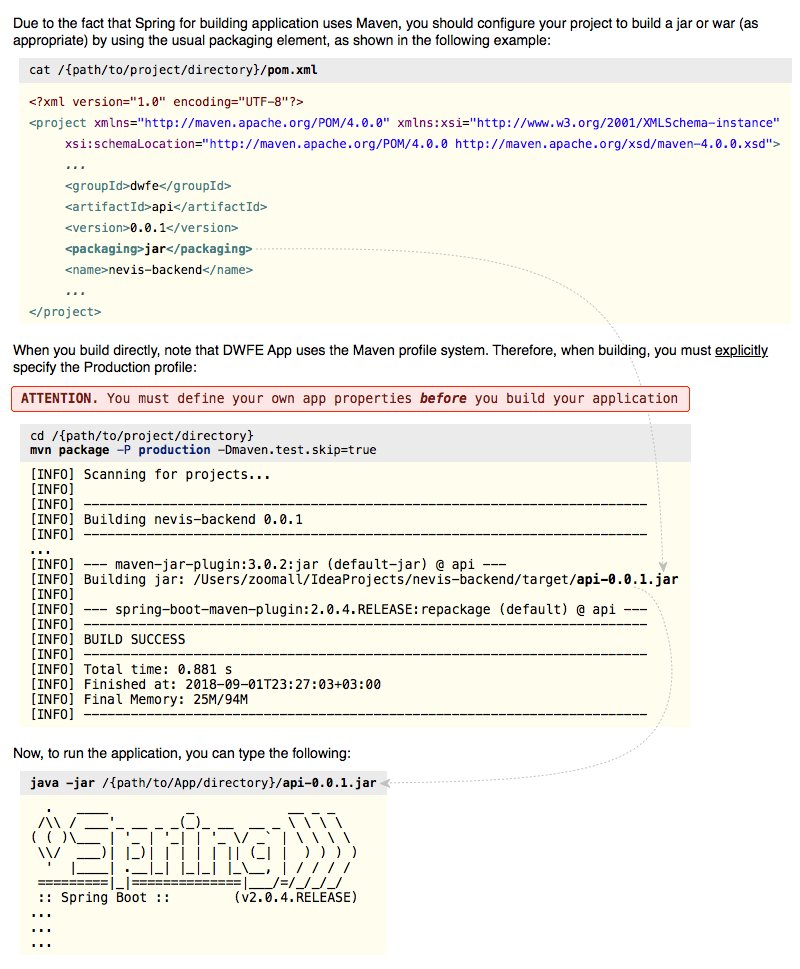 Due to the fact that Spring for building application uses Maven, you should configure your project to build a jar or war (as
appropriate) by using the usual packaging element, as shown in the following example:
cat /{path/to/project/directory}/pom.xml
<?xml version="1.0" encoding="UTF-8"?>
<project xmlns="http://maven.apache.org/POM/4.0.0" xmlns:xsi="http://www.w3.org/2001/XMLSchema-instance"
     xsi:schemaLocation="http://maven.apache.org/POM/4.0.0 http://maven.apache.org/xsd/maven-4.0.0.xsd">
     ...
     <groupId>dwfe</groupId>
     <artifactId>api</artifactId>
     <version>0.0.1</version>
     <packaging>jar</packaging>
     <name>nevis-backend</name>
     ...
</project>
When you build directly, note that DWFE App uses the Maven profile system. Therefore, when building, you must explicitly
specify the Production profile:
ATTENTION. You must define your own app properties before you build your application
cd /{path/to/project/directory}
mvn package -P production -Dmaven.test.skip=true
[INFO] Scanning for projects...
[INFO]
[INFO] ------------------------------------------------------------------------
[INFO] Building nevis-backend 0.0.1
[INFO] ------------------------------------------------------------------------
...
[INFO] --- maven-jar-plugin:3.0.2:jar (default-jar) @ api ---
[INFO] Building jar: /Users/zoomall/IdeaProjects/nevis-backend/target/api-0.0.1.jar
[INFO]
[INFO] --- spring-boot-maven-plugin:2.0.4.RELEASE:repackage (default) @ api ---
[INFO] ------------------------------------------------------------------------
[INFO] BUILD SUCCESS
[INFO] ------------------------------------------------------------------------
[INFO] Total time: 0.881 s
[INFO] Finished at: 2018-09-01T23:27:03+03:00
[INFO] Final Memory: 25M/94M
[INFO] ------------------------------------------------------------------------
Now, to run the application, you can type the following:
java -jar /{path/to/App/directory}/api-0.0.1.jar
  .   ____          _            __ _ _
 /\\ / ___'_ __ _ _(_)_ __  __ _ \ \ \ \
( ( )\___ | '_ | '_| | '_ \/ _` | \ \ \ \
 \\/  ___)| |_)| | | | | || (_| |  ) ) ) )
  '  |____| .__|_| |_|_| |_\__, | / / / /
 =========|_|==============|___/=/_/_/_/
 :: Spring Boot ::        (v2.0.4.RELEASE)
...
...
...